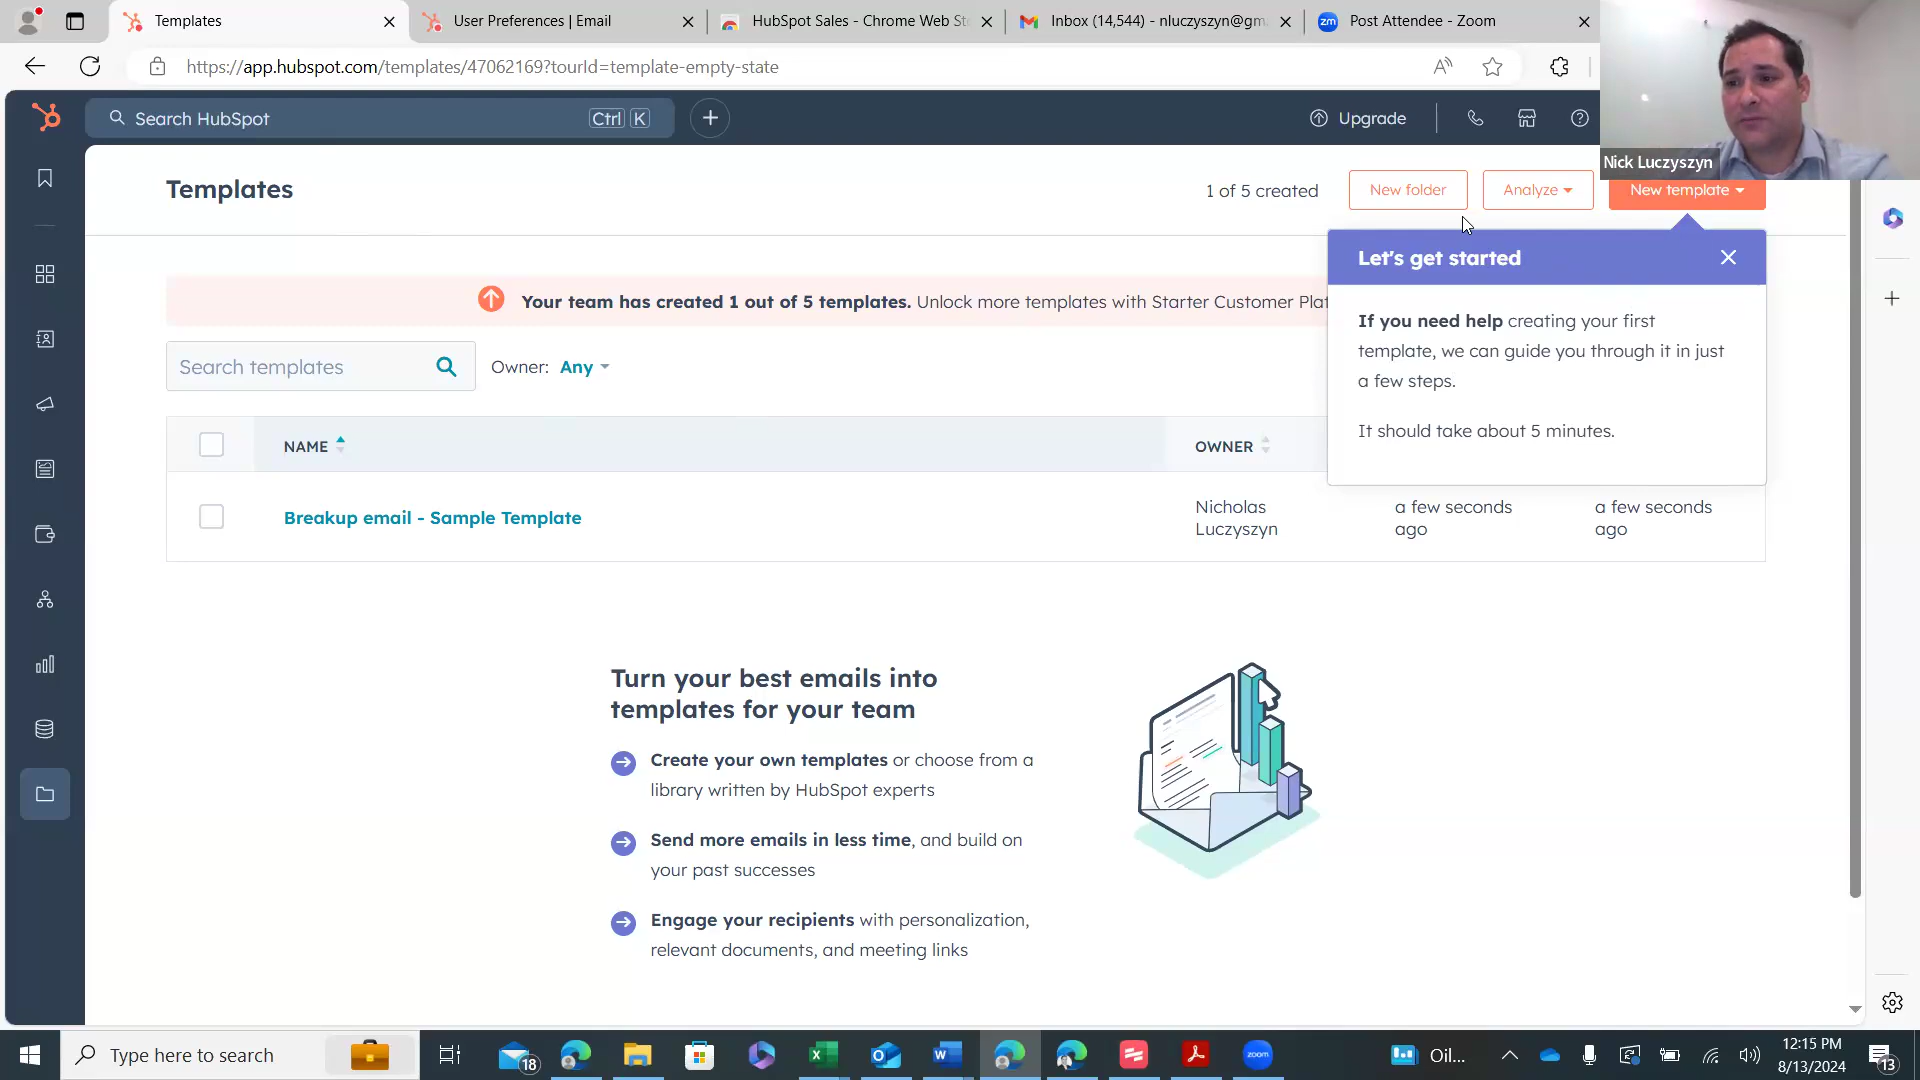 Templates
User Preferences | Email
HubSpot Sales - Chrome Web St
Inbox (14,544) - nluczyszyn@gm
Post Attendee - Zoom
https://app.hubspot.com/templates/47062169?tourId=template-empty-state
Search HubSpot
Ctrl K
Upgrade
Nick Luczyszyn
Templates
1 of 5 created
New folder
Analyze
New template
Let's get started
If you need help creating your first
template, we can guide you through it in just
a few steps.
It should take about 5 minutes.
Your team has created 1 out of 5 templates. Unlock more templates with Starter Customer Plat
Search templates
Owner: Any
NAME
OWNER
Breakup email - Sample Template
Nicholas
Luczyszyn
a few seconds
ago
a few seconds
ago
Turn your best emails into
templates for your team
Create your own templates or choose from a
library written by HubSpot experts
Send more emails in less time, and build on
your past successes
Engage your recipients with personalization,
relevant documents, and meeting links
Type here to search
18
zoom
Oil...
12:15 PM
8/13/2024
13